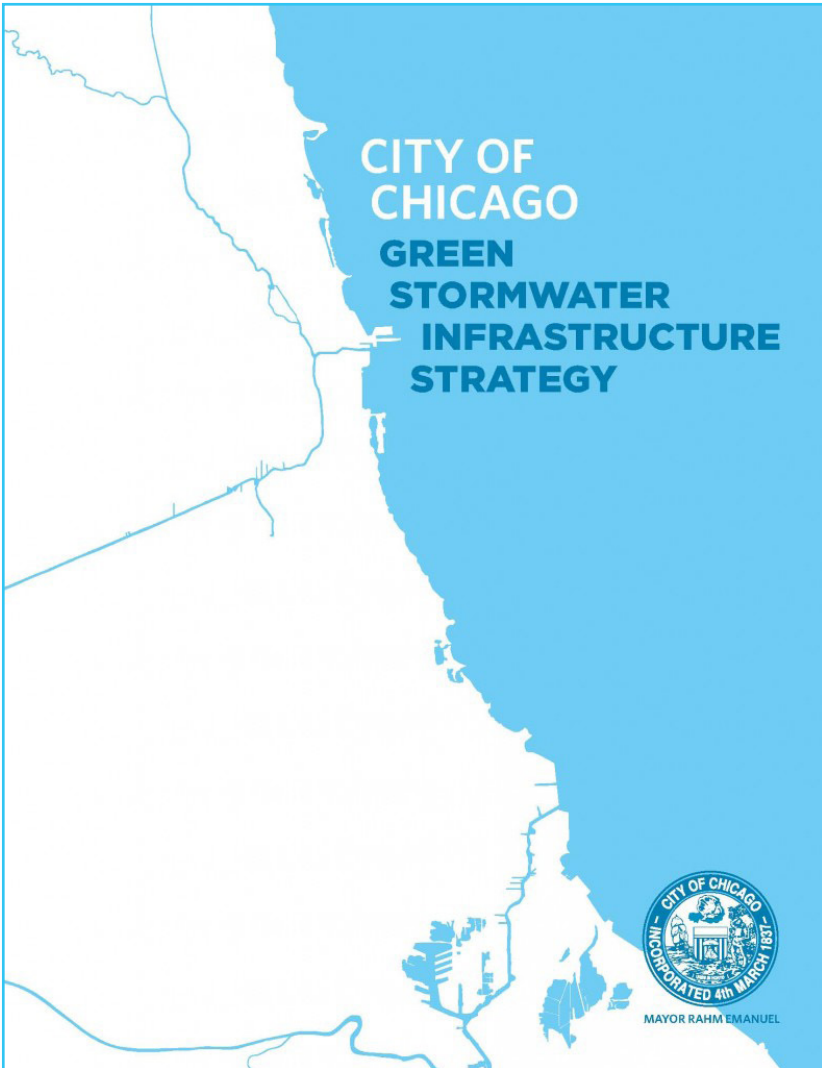 CITY OF
CHICAGO
GREEN
STORMWATER
INFRASTRUCTURE
STRATEGY
CITY OF CHICAGO
INCORPORATED 4th MARCH 1837
MAYOR RAHM EMANUEL